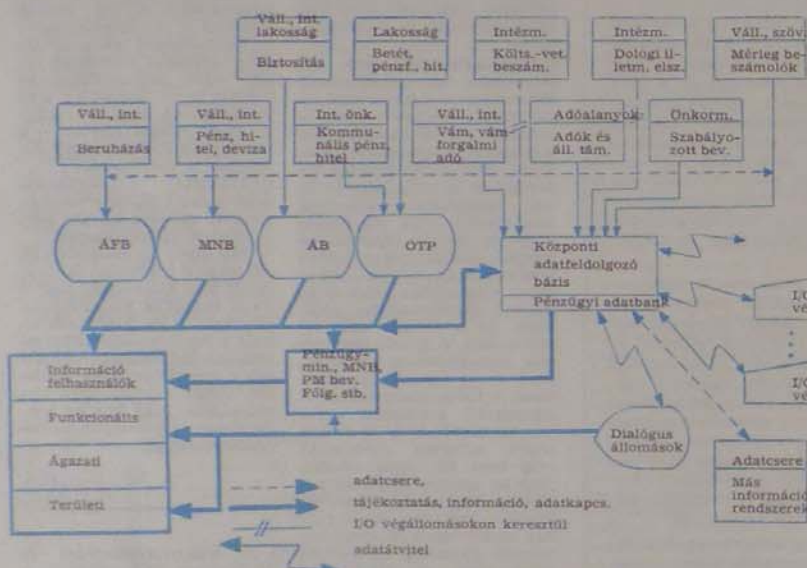 Váll., int.
lakosság
Biztosítás
Lakosság
Betét,
pénzf., hit.
Intézm.
Költs.-vet.
beszám.
Intézm.
Dologi il-
letm. elsz.
Váll., szöv.
Mérleg be-
számolók
Váll., int.
Beruházás
Váll., int.
Pénz, hi-
tel, deviza
Int. önk.
Kommu-
nális pénz,
hitel
Váll., int.
Vám, vám
forgalmi
adó
Adóalanyok
Adók és
áll. tám.
Önkorm.
Szabályo-
zott bev.
ÁFB
MNB
ÁB
OTP
Központi
adatfeldolgozó
bázis
Pénzügyi adatbank
I/O
vé
I/O
vé
Információ
felhasználók
Funkcionális
Ágazati
Területi
Pénzügy-
min., MNB,
PM bev.
Főig. stb.
Dialógus
állomások
Adatcsere
Más
információ
rendszerek
adatcsere,
tájékoztatás, információ, adatkapcs.
I/O végállomásokon keresztül
adatátvitel